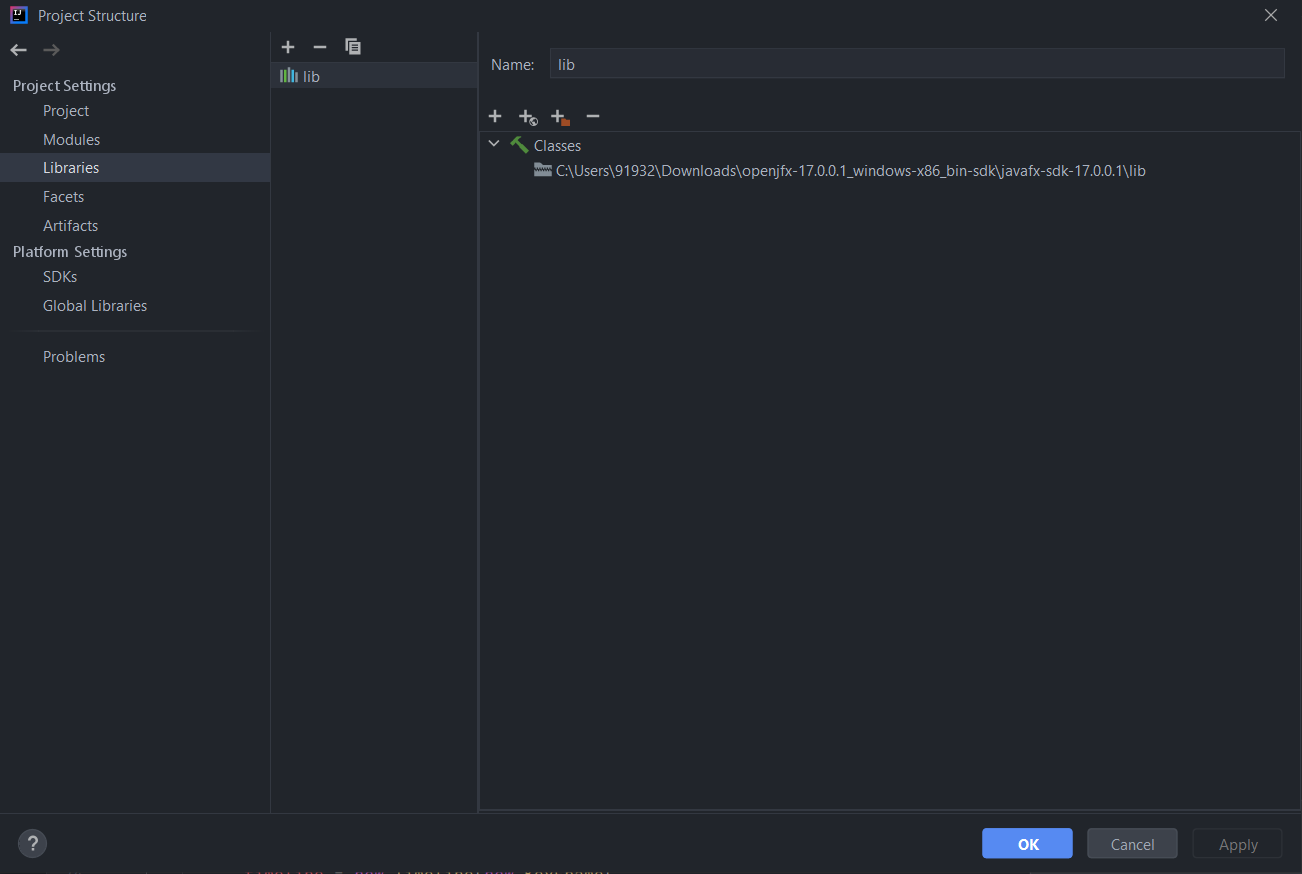 Project Structure
Project Settings
Project
Modules
Libraries
Facets
Artifacts
Platform Settings
SDKs
Global Libraries
Problems
lib
Name: lib
Classes
C:\Users\91932\Downloads\openjfx-17.0.0.1_windows-x86_bin-sdk\javafx-sdk-17.0.0.1\lib
?
OK
Cancel
Apply